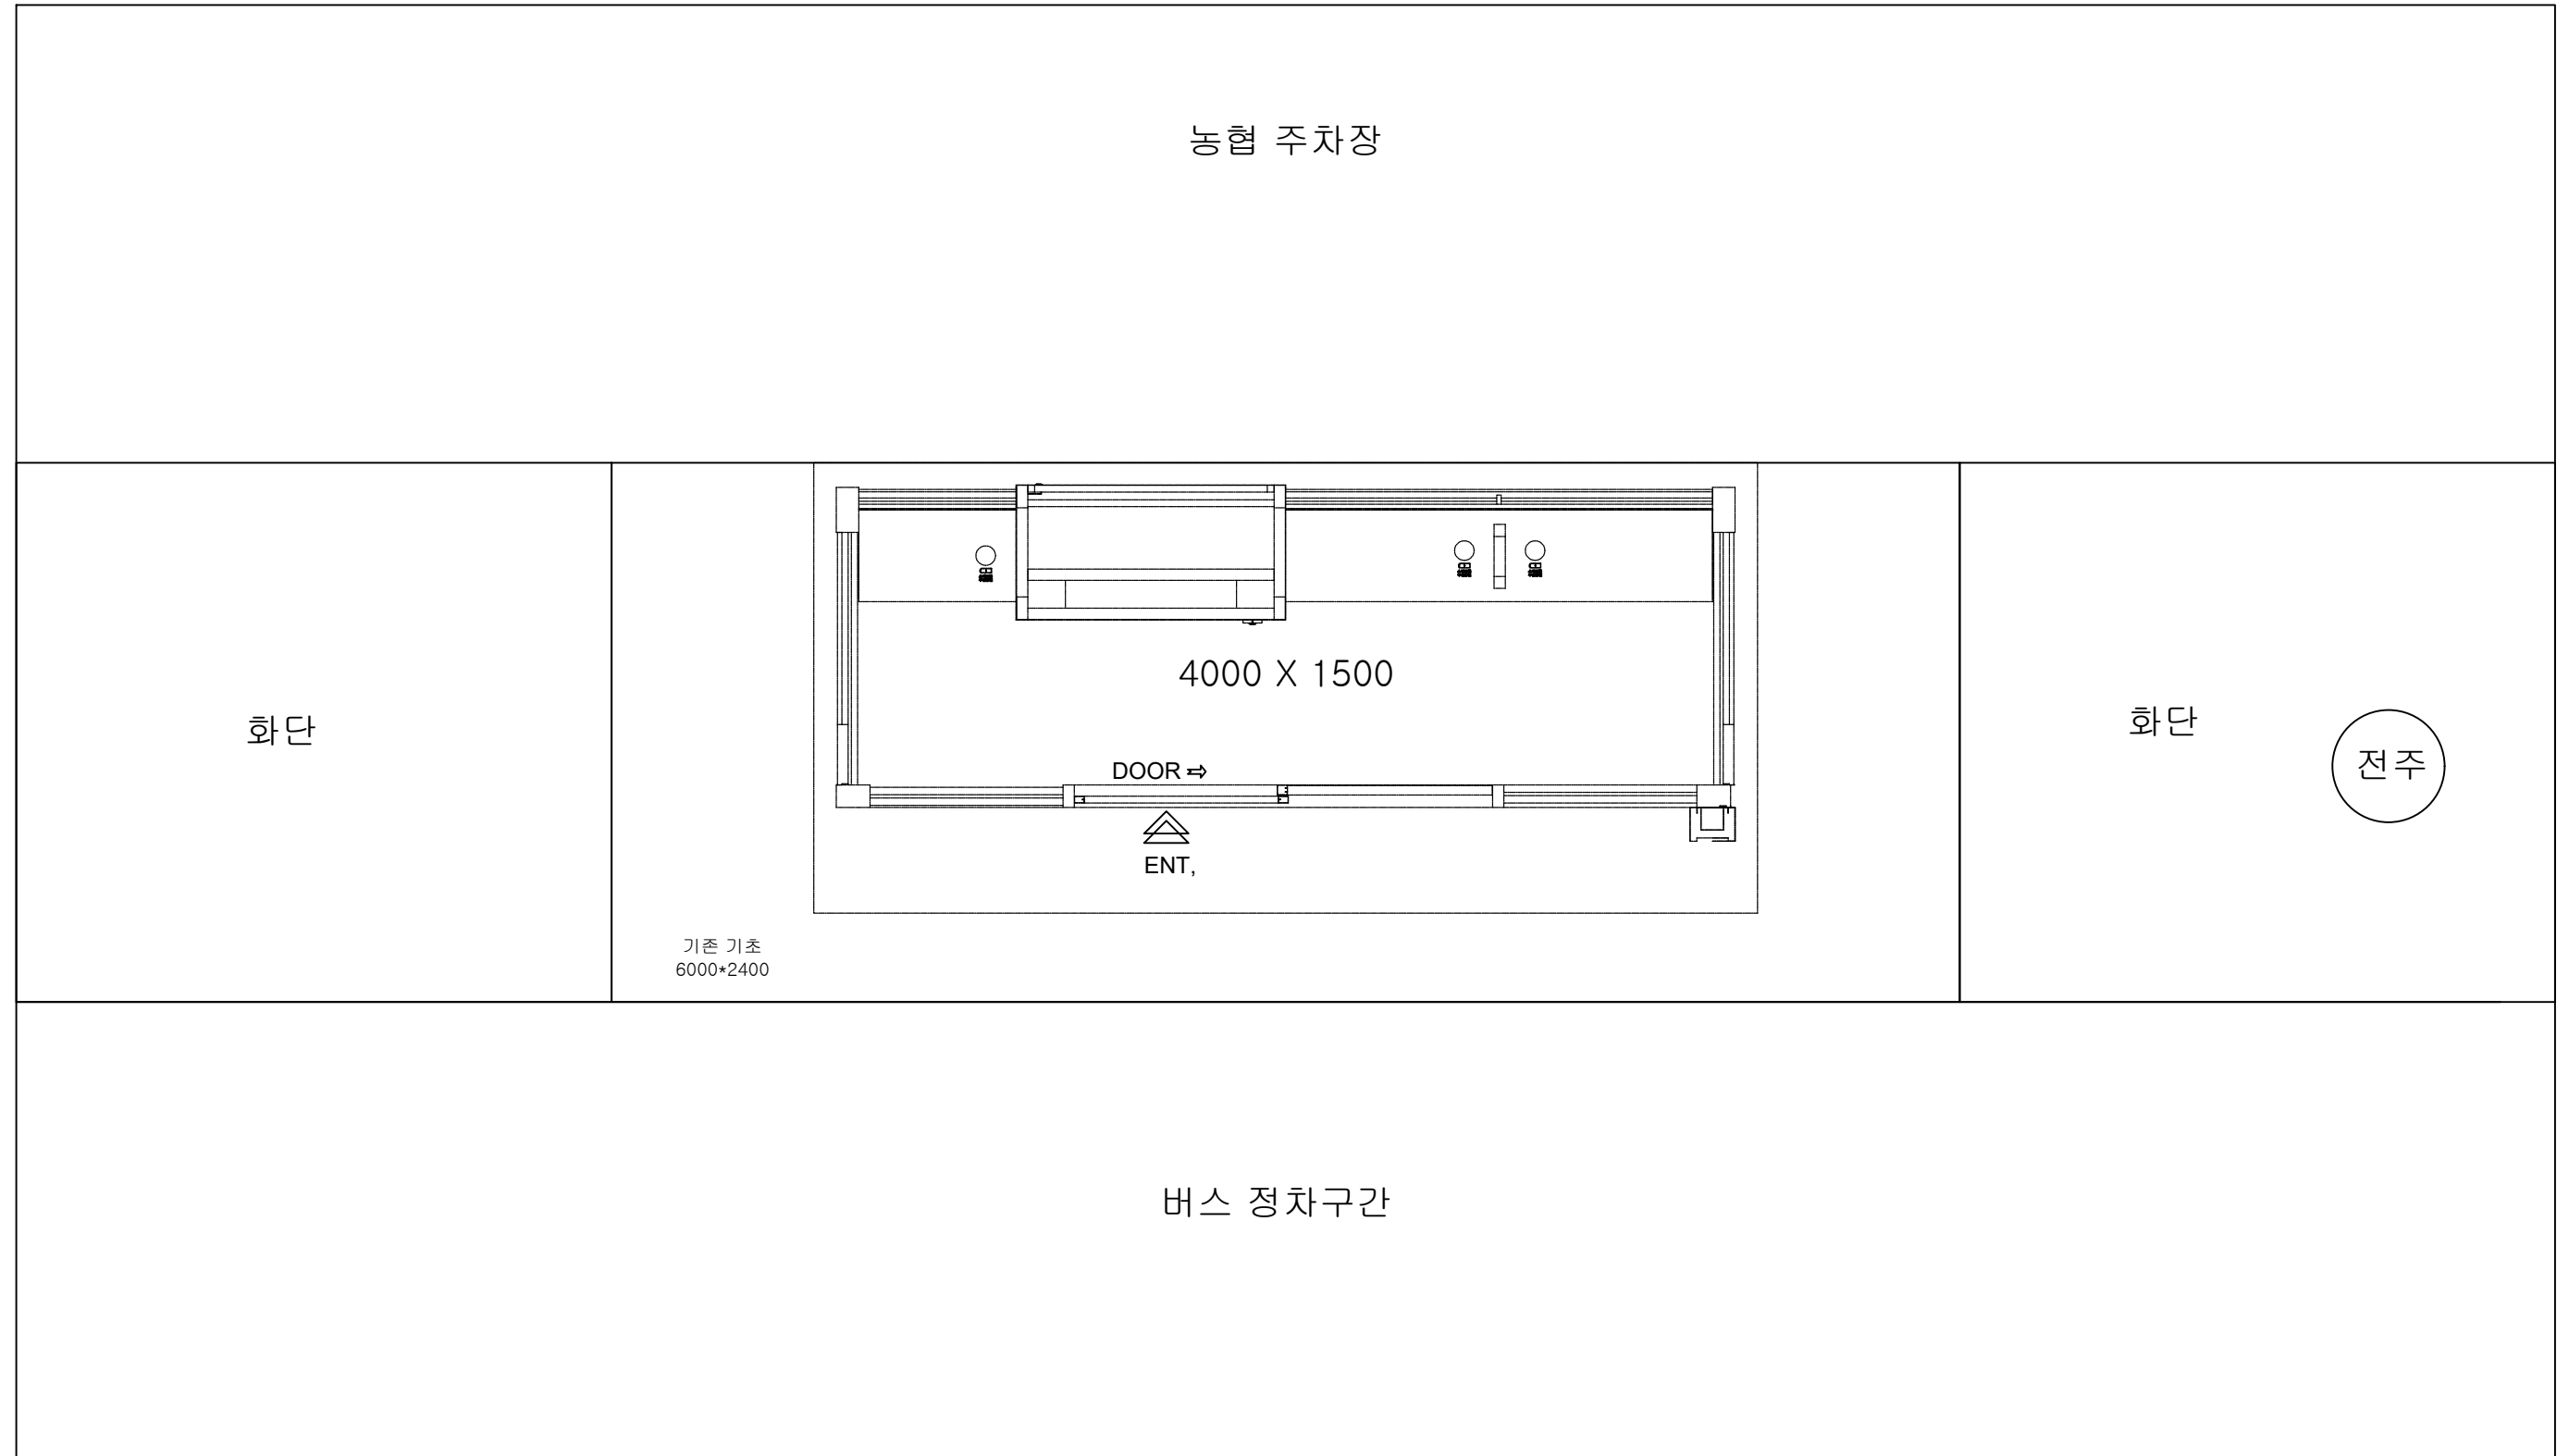 농협 주차장
4000 X 1500
화단
화단
전주
DOOR ⇨
ENT,
기존 기초
6000*2400
버스 정차구간